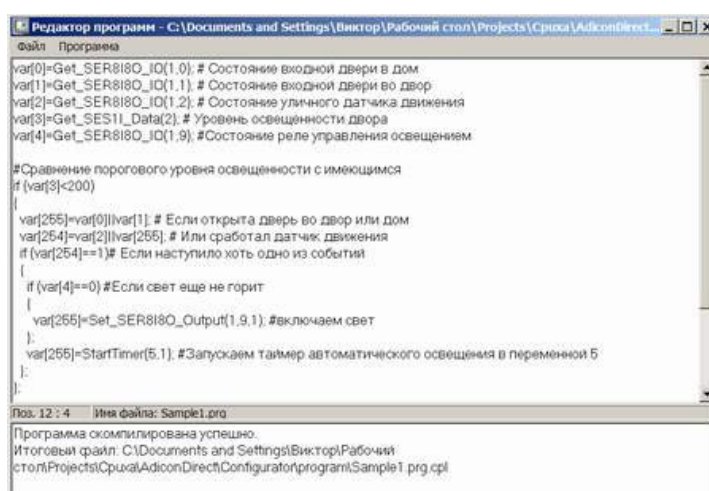 Редактор программ - C:\Documents and Settings\Виктор\Рабочий стол\Projects\Сриха\AdiconDirect...
Файл Программа
var[0]=Get_SER8I8O_IO(1,0); # Состояние входной двери в дом
var[1]=Get_SER8I8O_IO(1,1); # Состояние входной двери во двор
var[2]=Get_SER8I8O_IO(1,2); # Состояние уличного датчика движения
var[3]=Get_SES1I_Data(2); # Уровень освещенности двора
var[4]=Get_SER8I8O_IO(1,9); #Состояние реле управления освещением
#Сравнение порогового уровня освещенности с имеющимся
if (var[3]<200)
{
var[255]=var[0]||var[1]; # Если открыта дверь во двор или дом
var[254]=var[2]||var[255]; # Или сработал датчик движения
if (var[254]==1)# Если наступило хоть одно из событий
{
if (var[4]==0) #Если свет еще не горит
{
var[255]=Set_SER8I8O_Output(1,9,1); #включаем свет
};
var[255]=StartTimer(5,1); #Запускаем таймер автоматического освещения в переменной 5
};
};
Поз. 12 : 4 Имя файла: Sample1.prg
Программа скомпилирована успешно.
Итоговый файл: C:\Documents and Settings\Виктор\Рабочий
стол\Projects\Сриха\AdiconDirect\Configurator\program\Sample1.prg.cpl